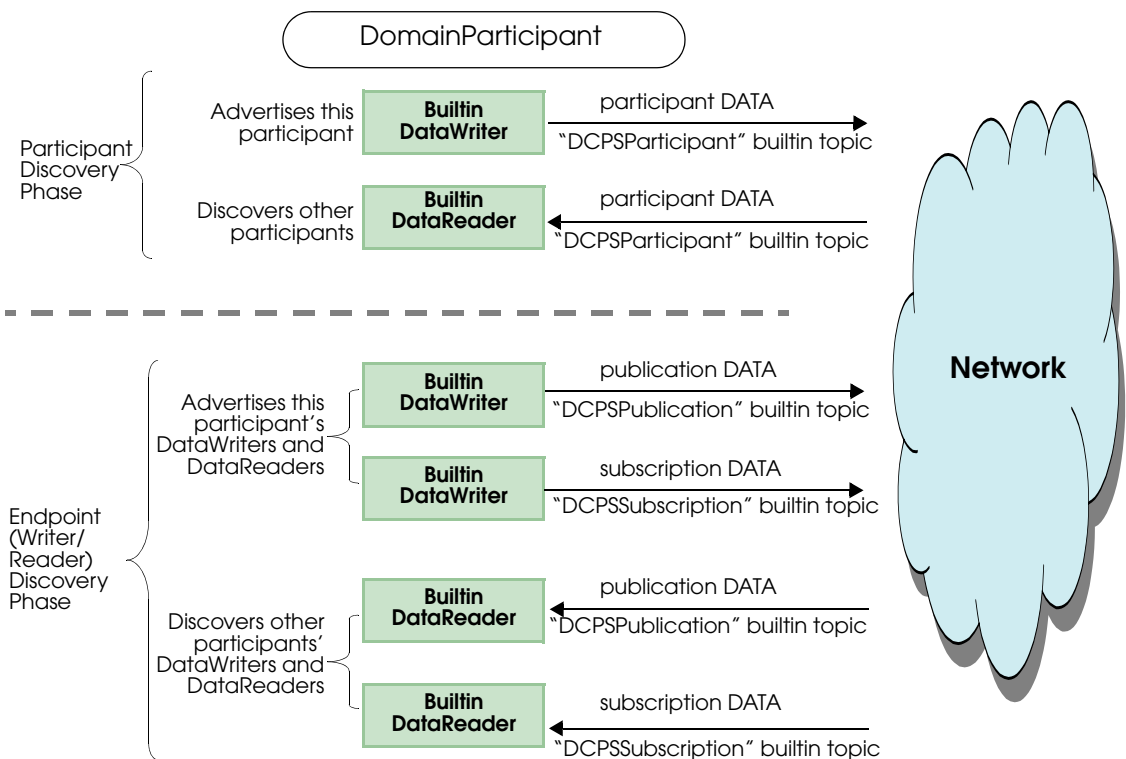 DomainParticipant
Participant
Discovery
Phase
Advertises this
participant
Builtin
DataWriter
participant DATA
“DCPSParticipant” builtin topic
Discovers other
participants
Builtin
DataReader
participant DATA
“DCPSParticipant” builtin topic
Network
Endpoint
(Writer/
Reader)
Discovery
Phase
Advertises this
participant’s
DataWriters and
DataReaders
Builtin
DataWriter
publication DATA
“DCPSPublication” builtin topic
Builtin
DataWriter
subscription DATA
“DCPSSubscription” builtin topic
Discovers other
participants’
DataWriters and
DataReaders
Builtin
DataReader
publication DATA
“DCPSPublication” builtin topic
Builtin
DataReader
subscription DATA
“DCPSSubscription” builtin topic